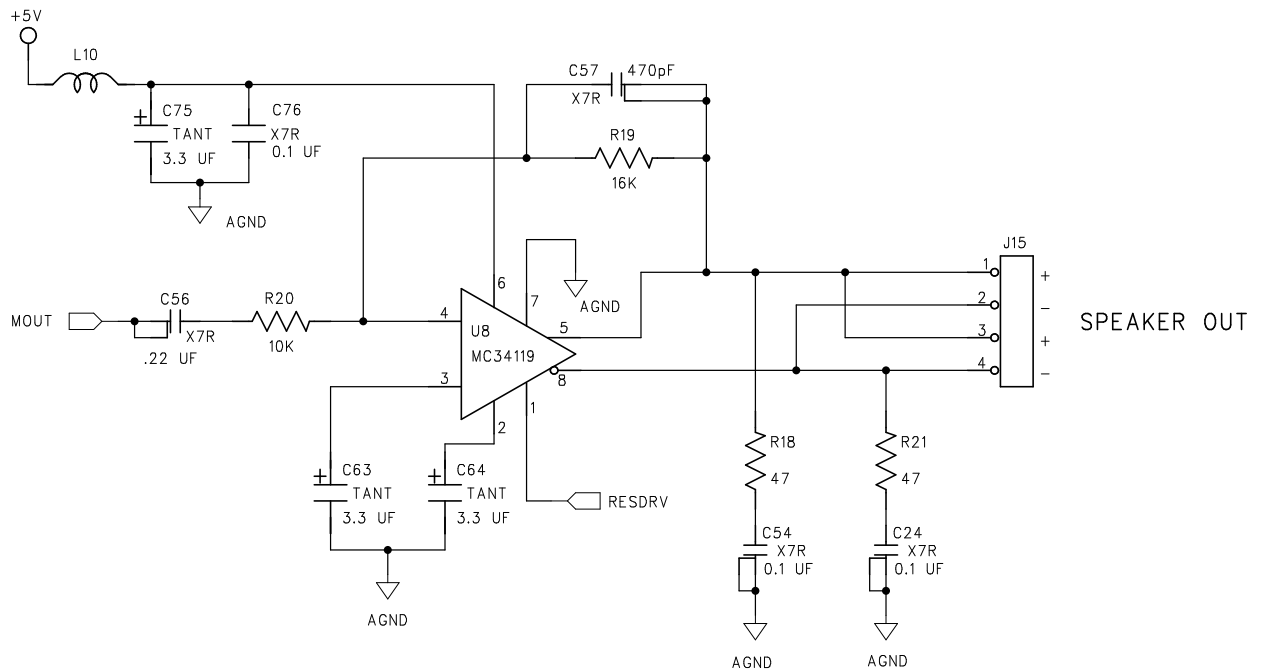 +5V
L10
C75
TANT
3.3 UF
C76
X7R
0.1 UF
AGND
C57
470pF
X7R
R19
16K
MOUT
C56
X7R
.22 UF
R20
10K
4
3
6
7
AGND
U8
MC34119
5
8
2
1
C63
TANT
3.3 UF
C64
TANT
3.3 UF
AGND
RESDRV
J15
1
+
2
-
3
+
4
-
SPEAKER OUT
R18
47
C54
X7R
0.1 UF
AGND
R21
47
C24
X7R
0.1 UF
AGND